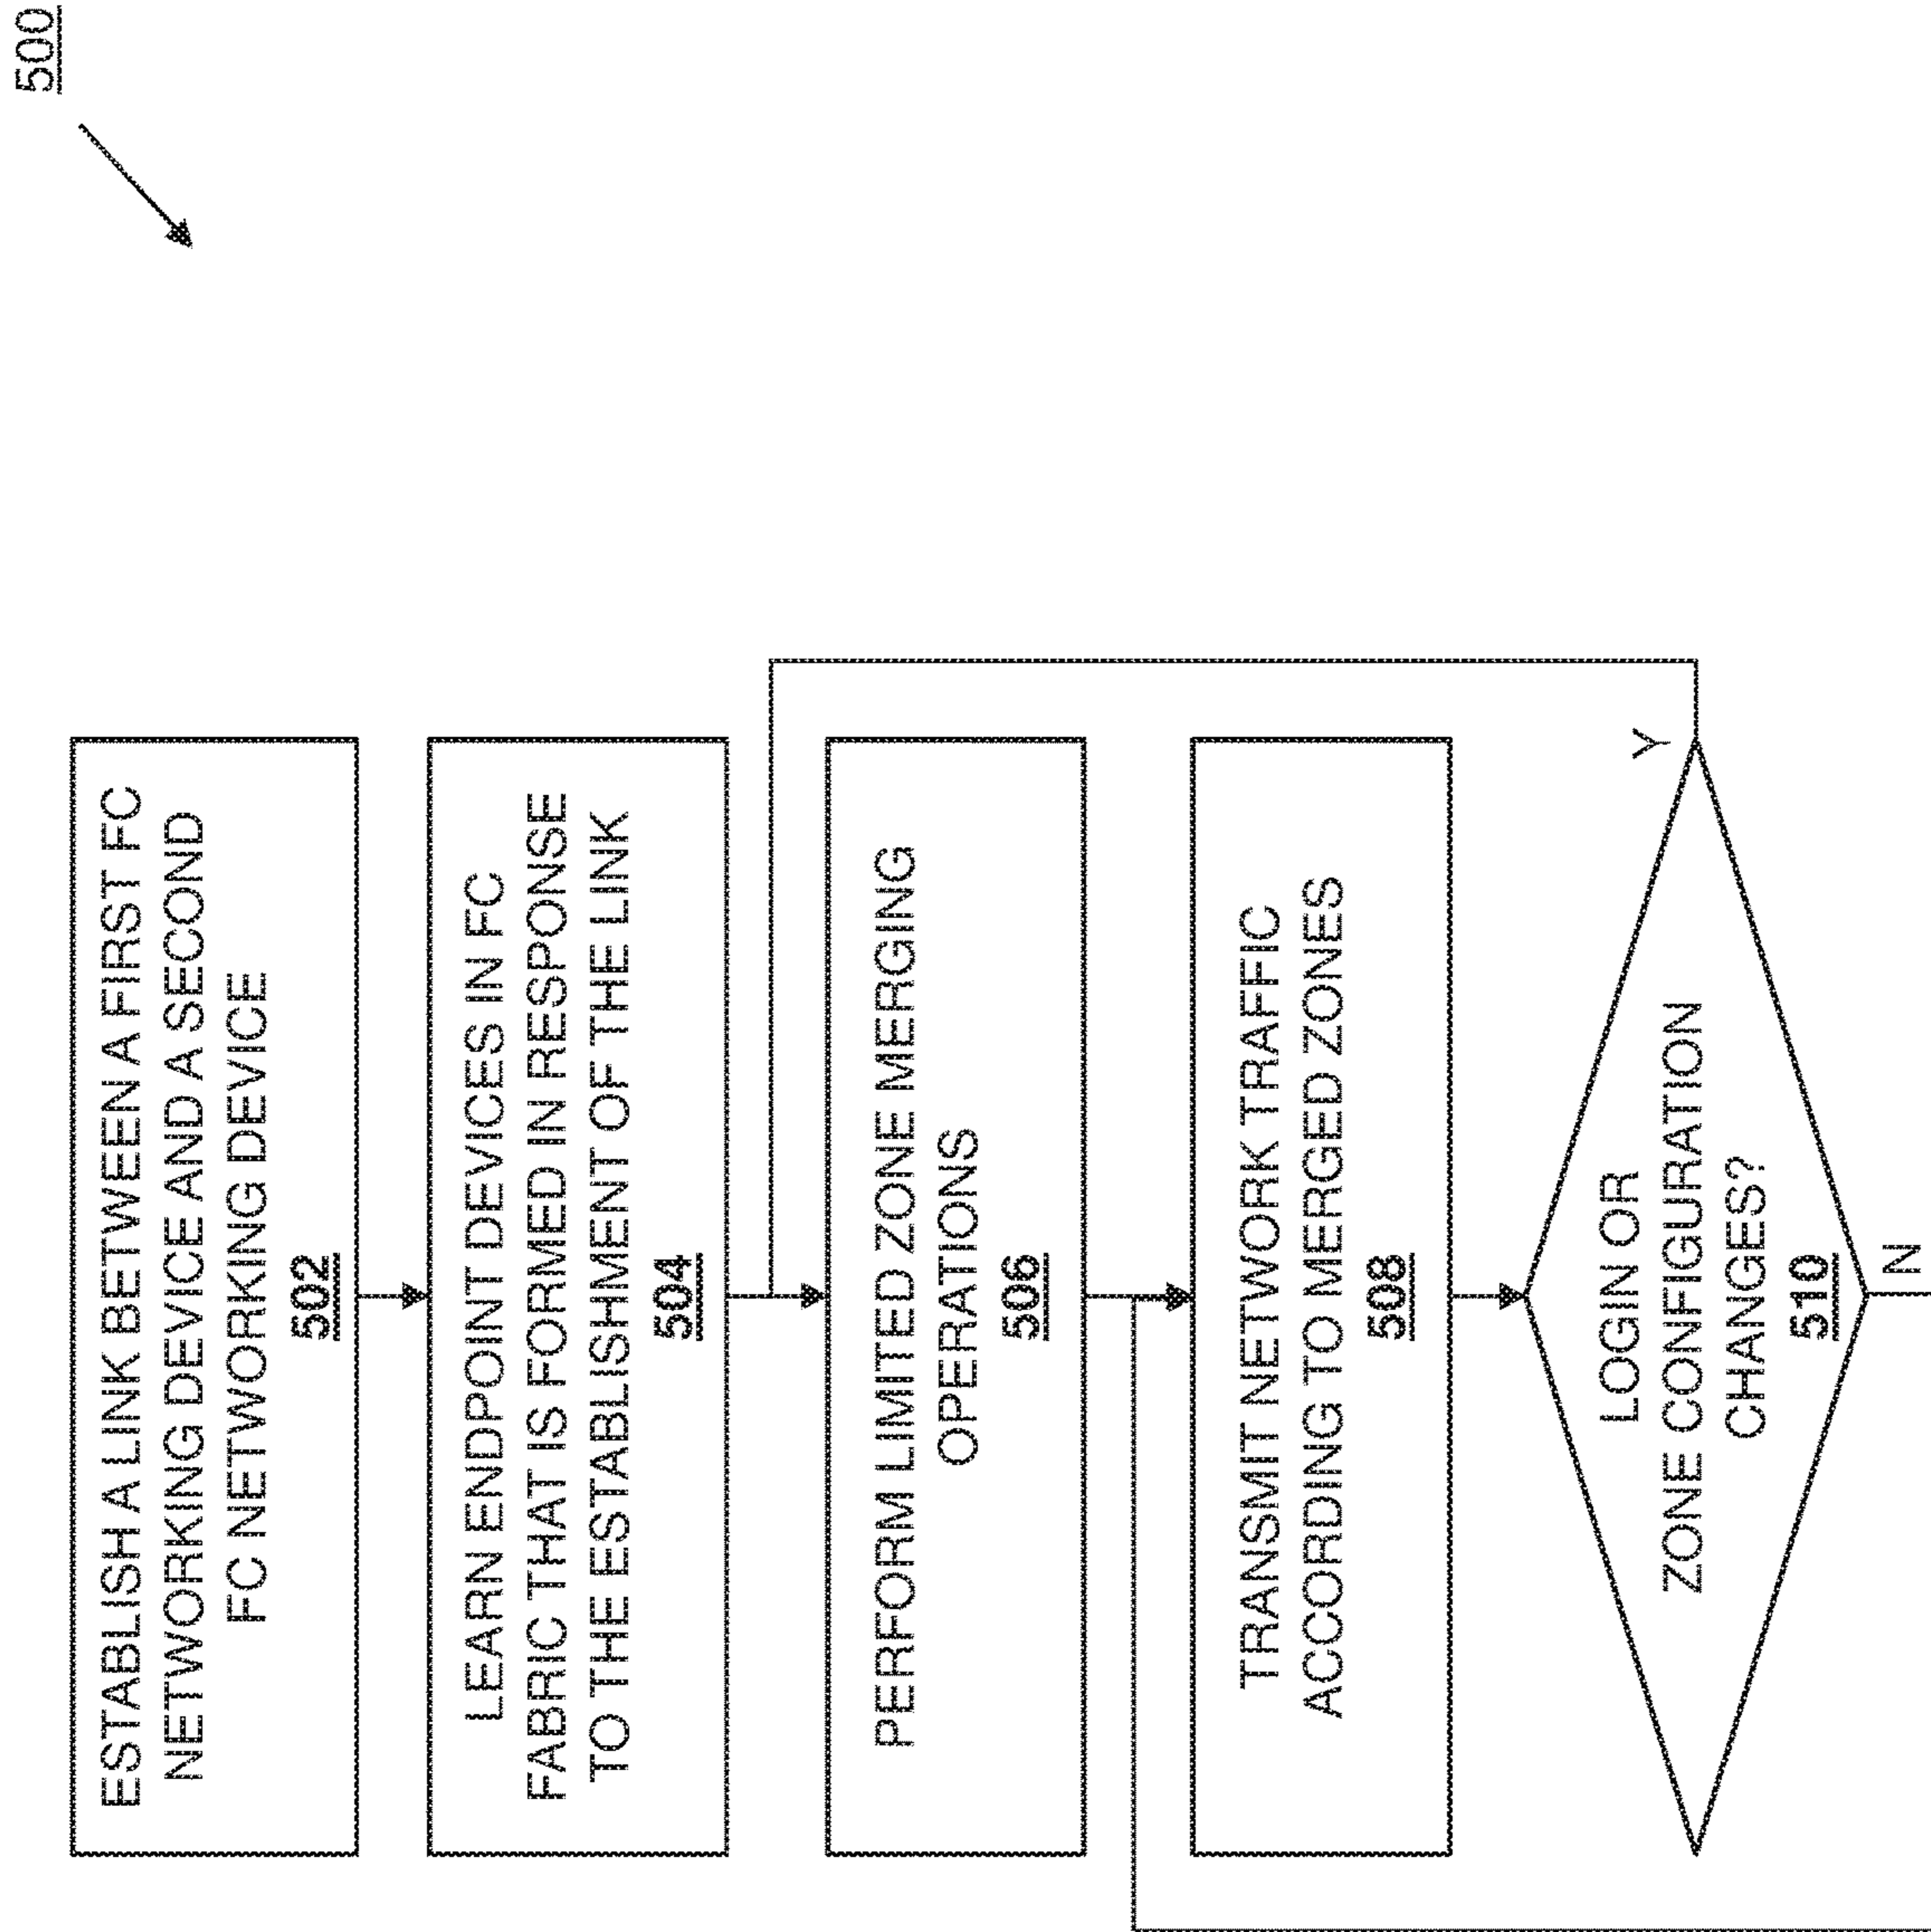 500
ESTABLISH A LINK BETWEEN A FIRST FC
NETWORKING DEVICE AND A SECOND
FC NETWORKING DEVICE
502
LEARN ENDPOINT DEVICES IN FC
FABRIC THAT IS FORMED IN RESPONSE
TO THE ESTABLISHMENT OF THE LINK
504
PERFORM LIMITED ZONE MERGING
OPERATIONS
506
TRANSMIT NETWORK TRAFFIC
ACCORDING TO MERGED ZONES
508
LOGIN OR
ZONE CONFIGURATION
CHANGES?
510
Y
N